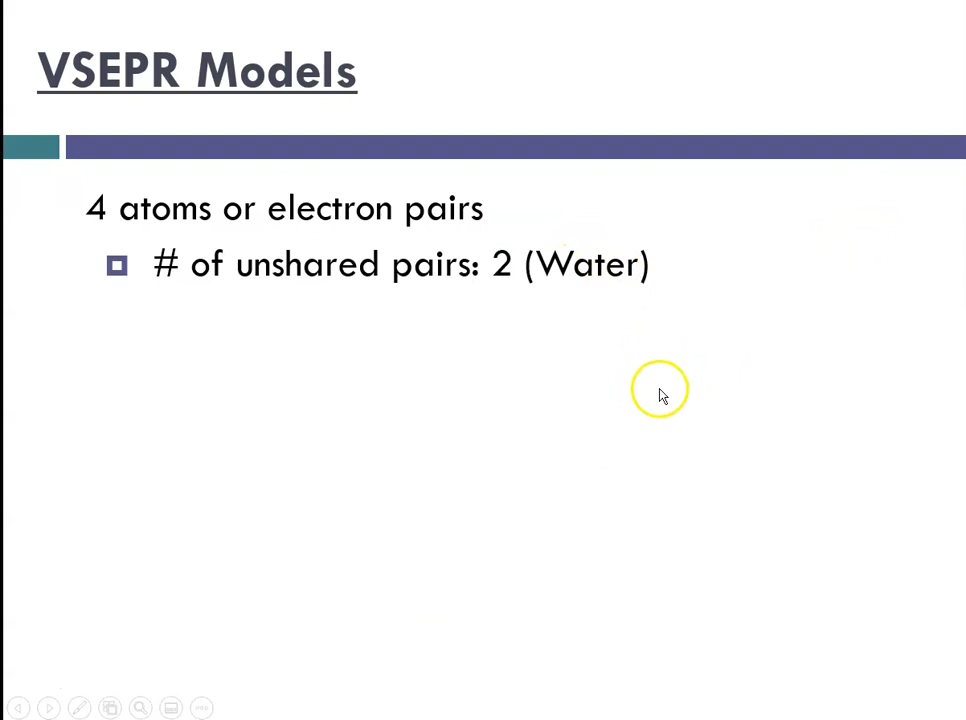 VSEPR Models
4 atoms or electron pairs
# of unshared pairs: 2 (Water)